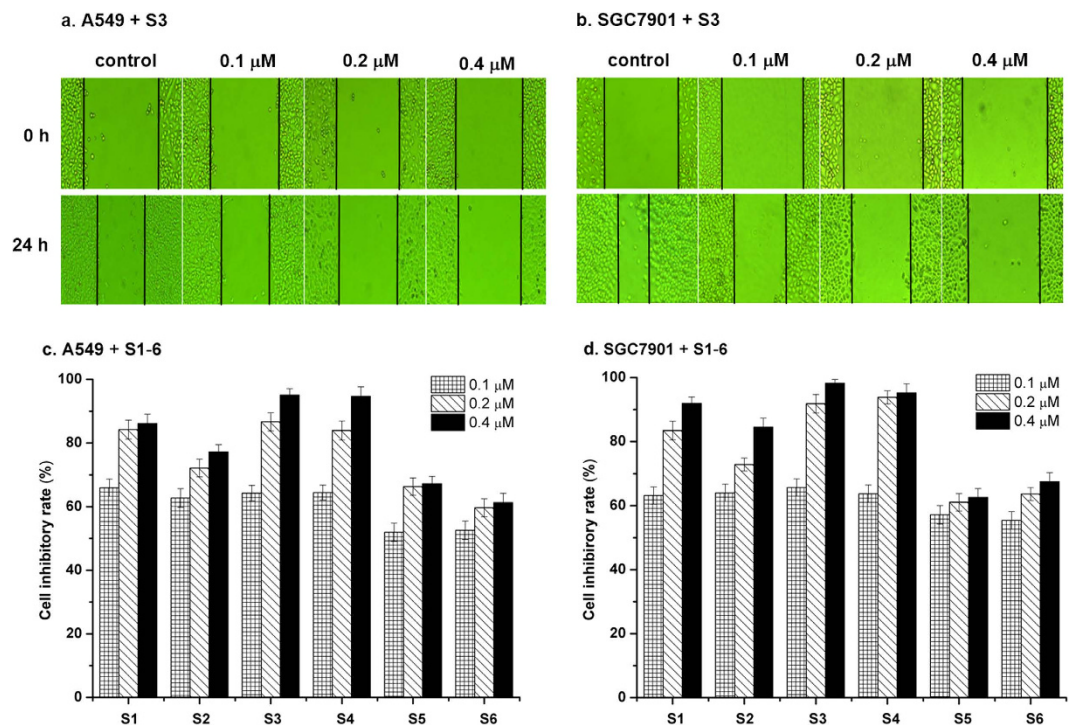 a. A549 + S3
control 0.1 μM 0.2 μM 0.4 μM
0 h
24 h
b. SGC7901 + S3
control 0.1 μM 0.2 μM 0.4 μM
c. A549 + S1-6
100
80
60
40
20
0
Cell inhibitory rate (%)
0.1 μM
0.2 μM
0.4 μM
S1 S2 S3 S4 S5 S6
d. SGC7901 + S1-6
100
80
60
40
20
0
Cell inhibirory rate (%)
0.1 μM
0.2 μM
0.4 μM
S1 S2 S3 S4 S5 S6